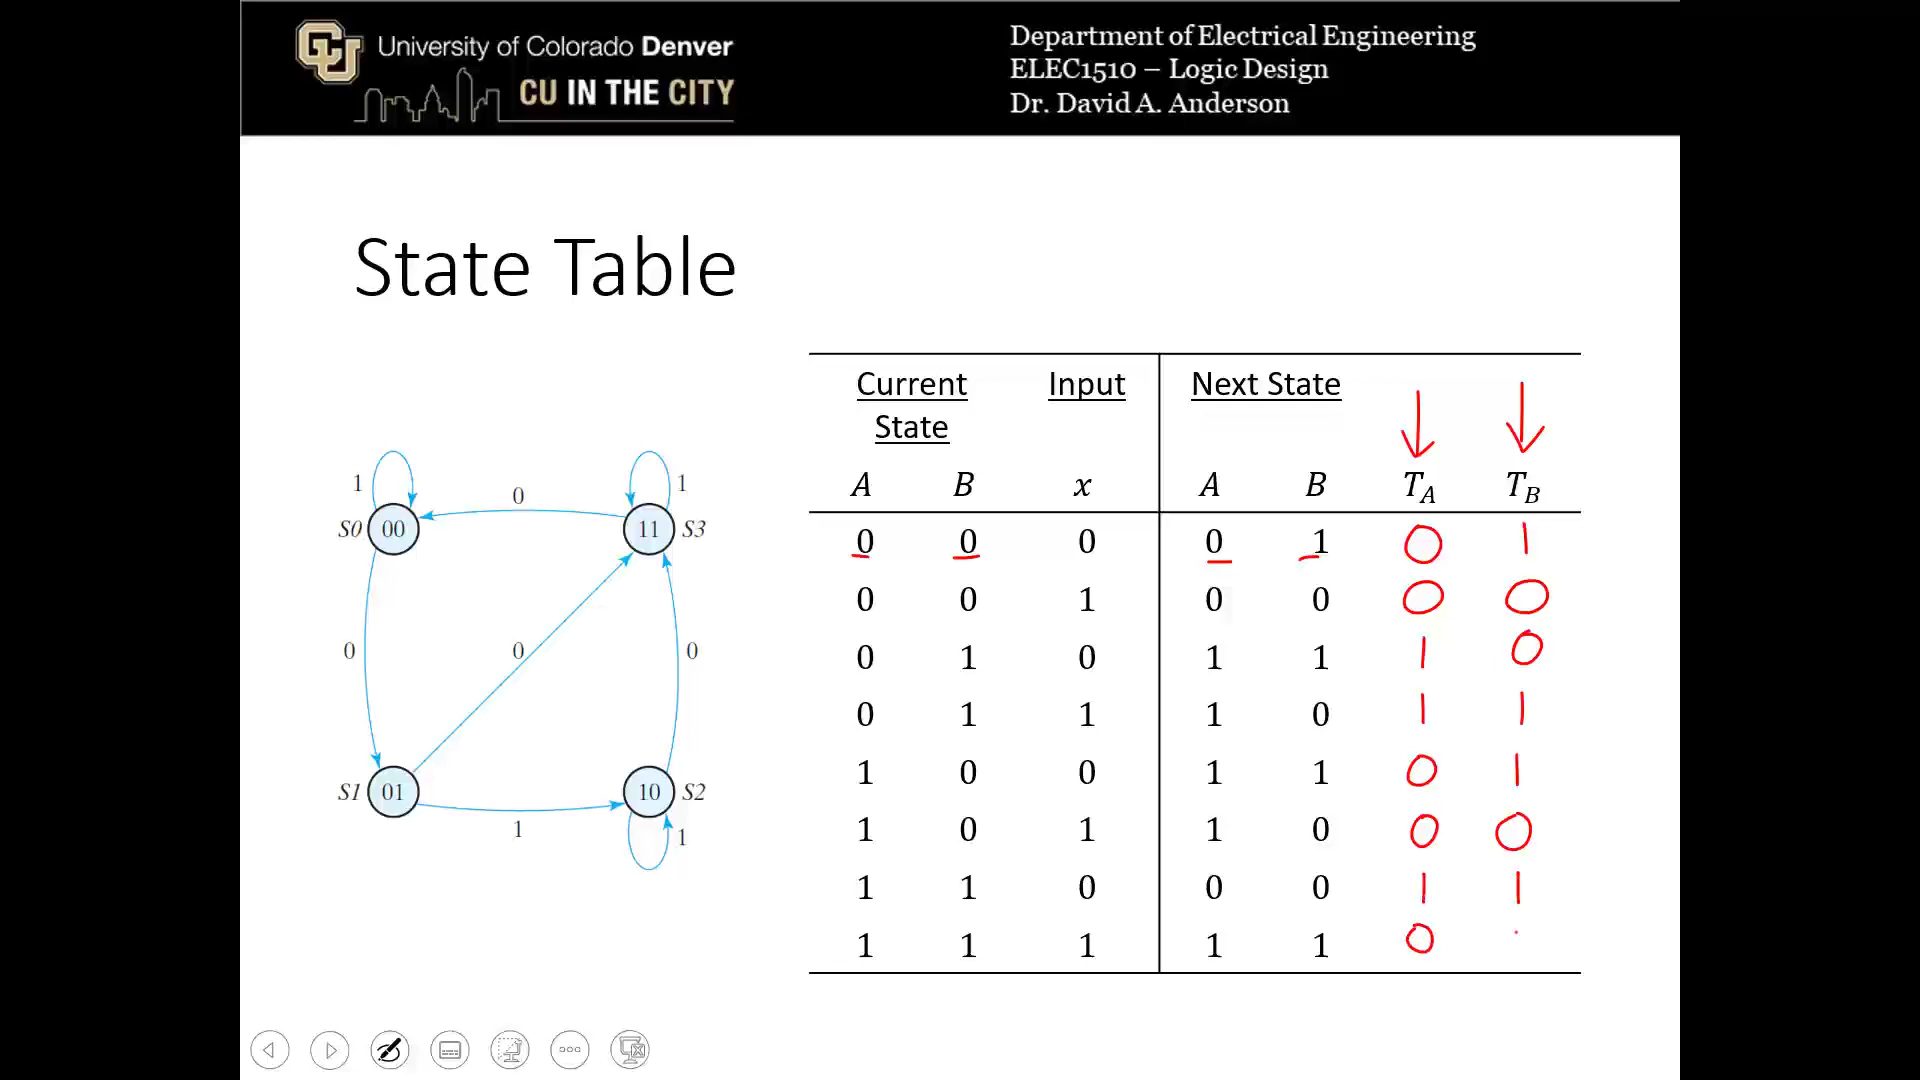 University of Colorado Denver
CU IN THE CITY
Department of Electrical Engineering
ELEC1510 – Logic Design
Dr. David A. Anderson
State Table
1 0 1
S0 00 11 S3
0 0 0
S1 01 10 S2
1 1
Current State Input Next State
A B x A B T_A T_B
0 0 0 0 1 0 1
0 0 1 0 0 0 0
0 1 0 1 1 1 0
0 1 1 1 0 1 1
1 0 0 1 1 0 1
1 0 1 1 0 0 0
1 1 0 0 0 1 1
1 1 1 1 1 0